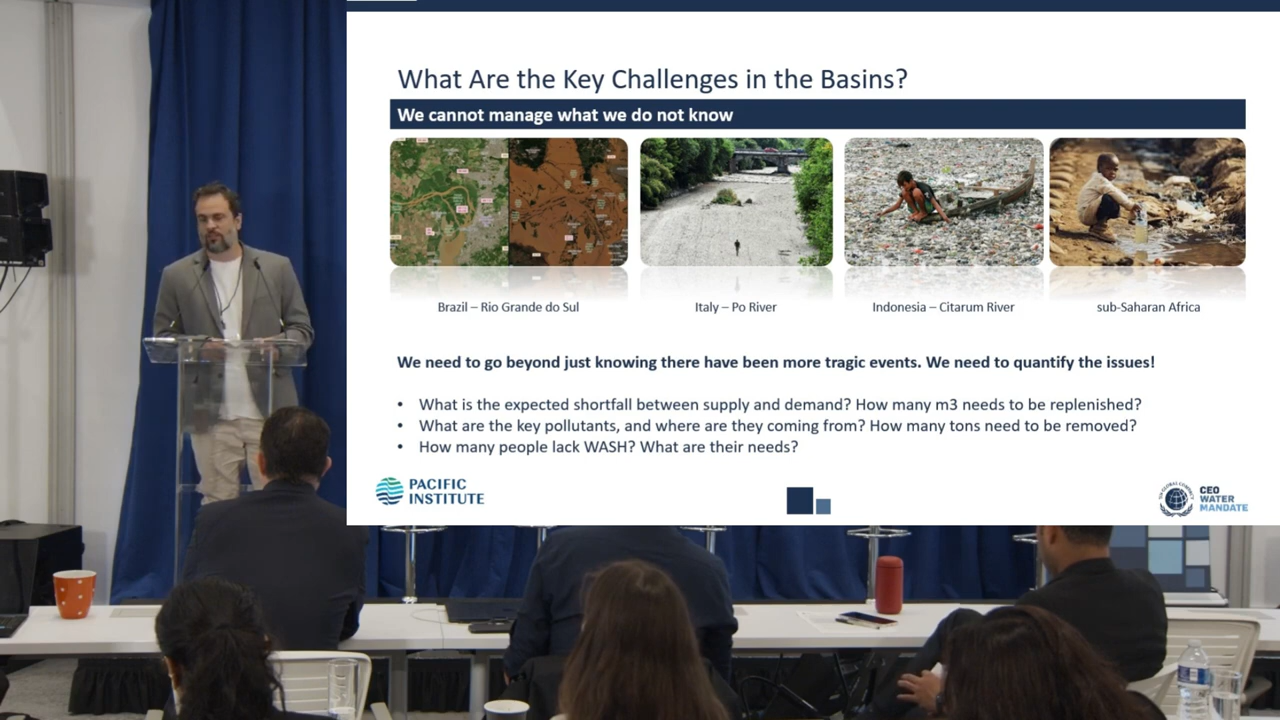 What Are the Key Challenges in the Basins?
We cannot manage what we do not know
Brazil – Rio Grande do Sul
Italy – Po River
Indonesia – Citarum River
sub-Saharan Africa
We need to go beyond just knowing there have been more tragic events. We need to quantify the issues!
• What is the expected shortfall between supply and demand? How many m3 needs to be replenished?
• What are the key pollutants, and where are they coming from? How many tons need to be removed?
• How many people lack WASH? What are their needs?
PACIFIC
INSTITUTE
CEO
WATER
MANDATE